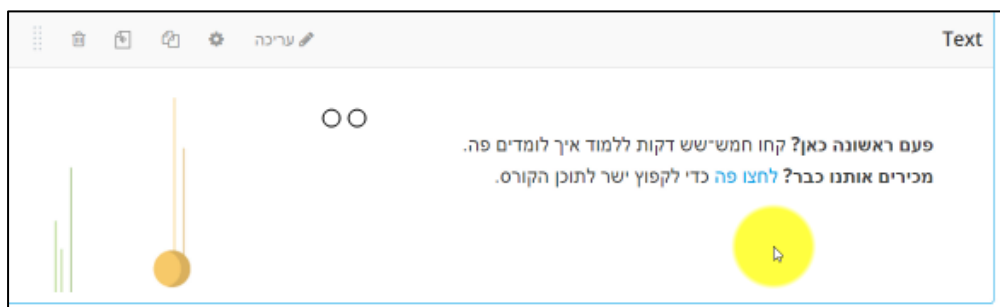 Text
עריכה
פעם ראשונה כאן? קחו חמש־שש דקות ללמוד איך לומדים פה.
מכירים אותנו כבר? לחצו פה כדי לקפוץ ישר לתוכן הקורס.